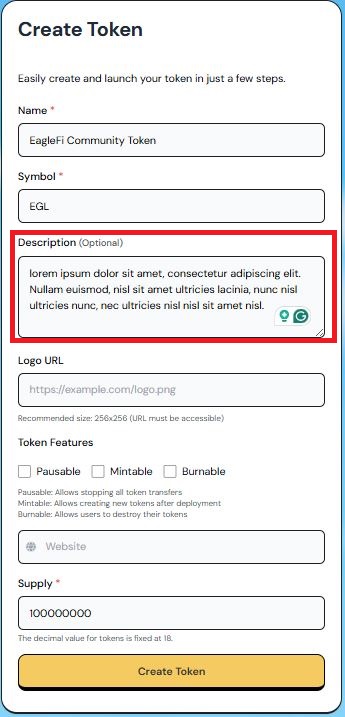 Create Token
Easily create and launch your token in just a few steps.
Name *
EagleFi Community Token
Symbol *
EGL
Description (Optional)
lorem ipsum dolor sit amet, consectetur adipiscing elit.
Nullam euismod, nisl sit amet ultricies lacinia, nunc nisl
ultricies nunc, nec ultricies nisl nisl sit amet nisl.
Logo URL
https://example.com/logo.png
Recommended size: 256x256 (URL must be accessible)
Token Features
Pausable Mintable Burnable
Pausable: Allows stopping all token transfers
Mintable: Allows creating new tokens after deployment
Burnable: Allows users to destroy their tokens
Website
Supply *
100000000
The decimal value for tokens is fixed at 18.
Create Token